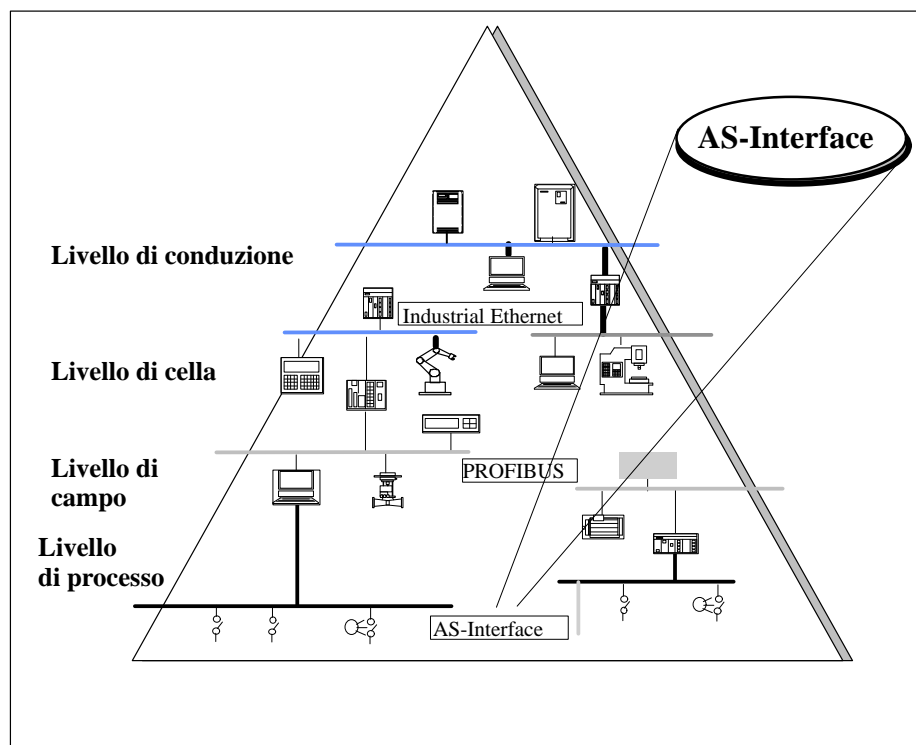 AS-Interface
Livello di conduzione
Industrial Ethernet
Livello di cella
Livello di
campo
PROFIBUS
Livello
di processo
AS-Interface